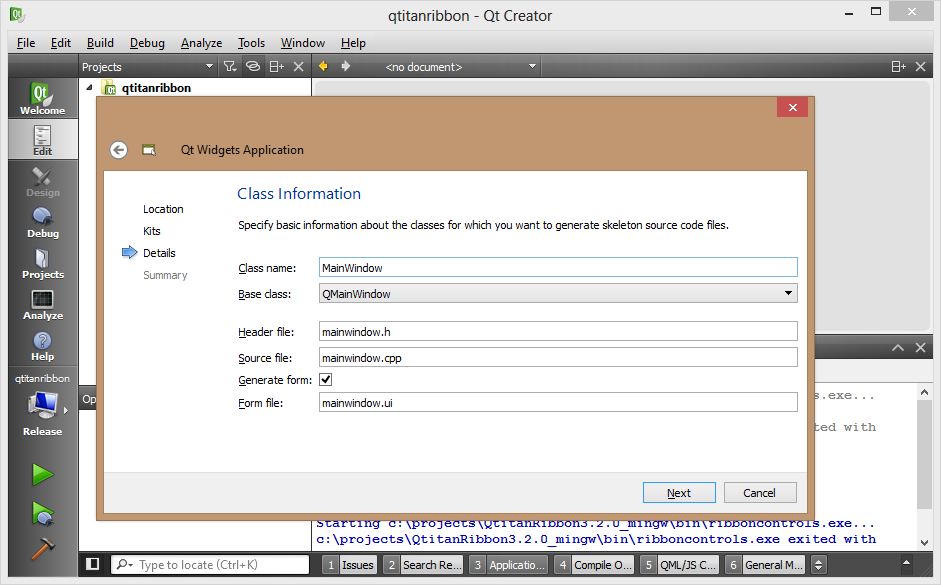 qtitanribbon - Qt Creator
File Edit Build Debug Analyze Tools Window Help
Projects
<no document>
qtitanribbon
Welcome
Edit
Design
Debug
Projects
Analyze
Help
qtitanribbon
Release
Qt Widgets Application
Location
Kits
Details
Summary
Class Information
Specify basic information about the classes for which you want to generate skeleton source code files.
Class name: MainWindow
Base class: QMainWindow
Header file: mainwindow.h
Source file: mainwindow.cpp
Generate form:
Form file: mainwindow.ui
Next Cancel
Op
s.exe...
ted with
Starting c:\projects\QtitanRibbon3.2.0_mingw\bin\ribboncontrols.exe...
c:\projects\QtitanRibbon3.2.0_mingw\bin\ribboncontrols.exe exited with
Type to locate (Ctrl+K) 1 Issues 2 Search Re... 3 Applicatio... 4 Compile O... 5 QML/JS C... 6 General M...